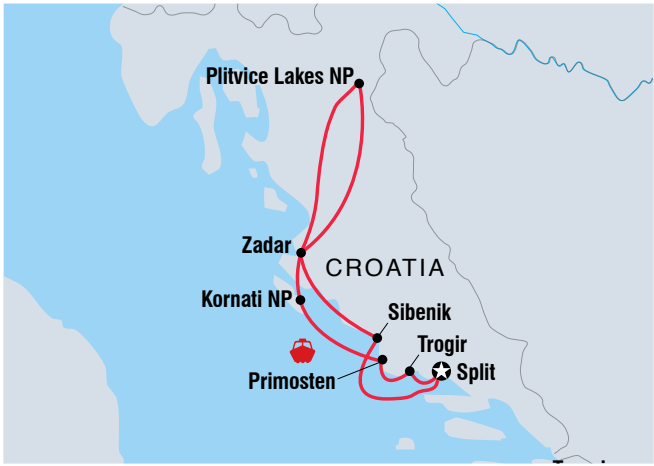 Plitvice Lakes NP
Zadar
CROATIA
Kornati NP
Sibenik
Trogir
Primosten
Split